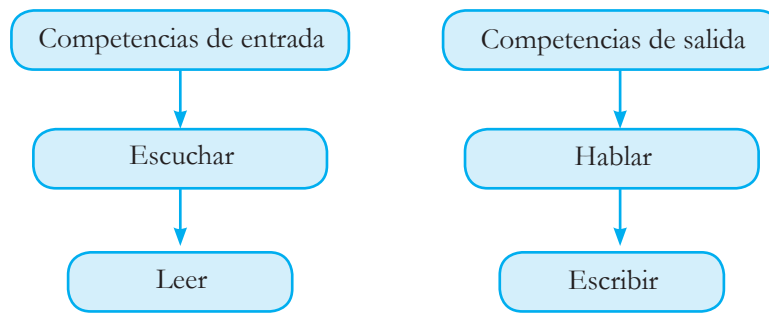 Competencias de entrada
Escuchar
Leer
Competencias de salida
Hablar
Escribir